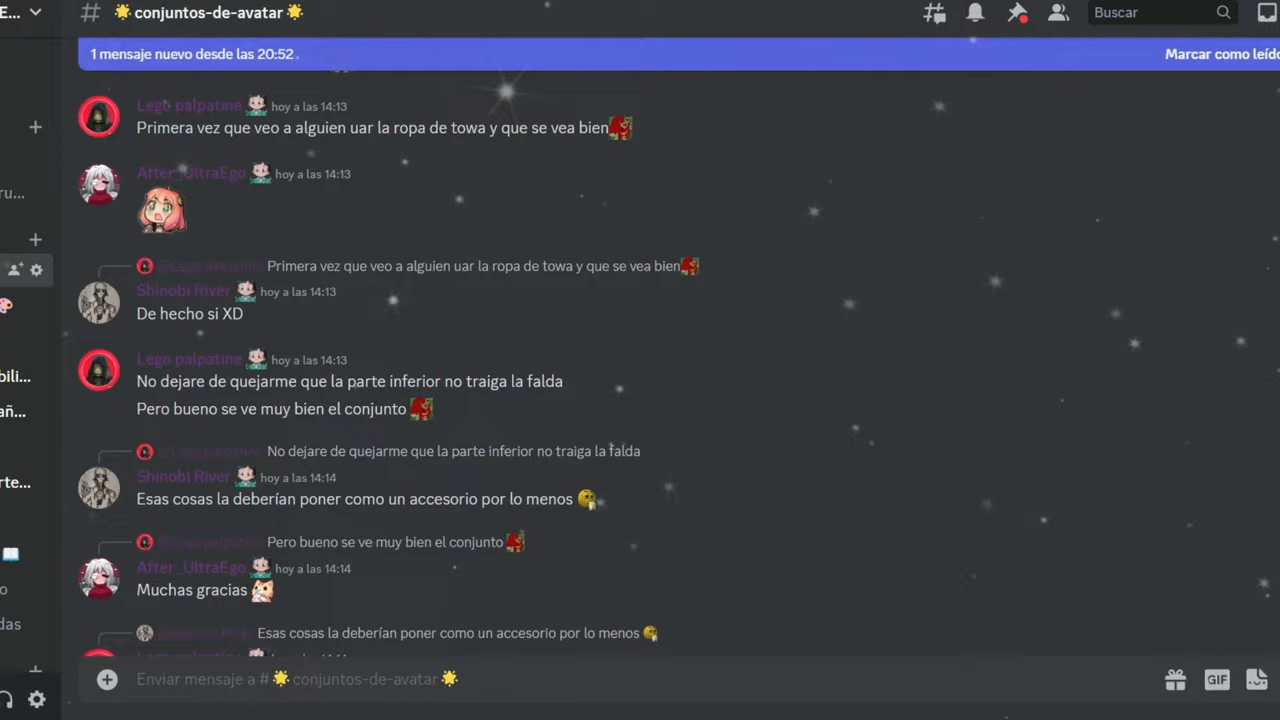 E...
conjuntos-de-avatar
Buscar
1 mensaje nuevo desde las 20:52
Marcar como leído
Lego palpatine hoy a las 14:13
Primera vez que veo a alguien uar la ropa de towa y que se vea bien
ru...
After_UltraEgo hoy a las 14:13
Primera vez que veo a alguien uar la ropa de towa y que se vea bien
Shinobi River hoy a las 14:13
De hecho si XD
Lego palpatine hoy a las 14:13
bili...
No dejare de quejarme que la parte inferior no traiga la falda
añ...
Pero bueno se ve muy bien el conjunto
No dejare de quejarme que la parte inferior no traiga la falda
rte...
Shinobi River hoy a las 14:14
Esas cosas la deberían poner como un accesorio por lo menos
Pero bueno se ve muy bien el conjunto
After_UltraEgo hoy a las 14:14
Muchas gracias
das
Esas cosas la deberían poner como un accesorio por lo menos
Enviar mensaje a # conjuntos-de-avatar
GIF